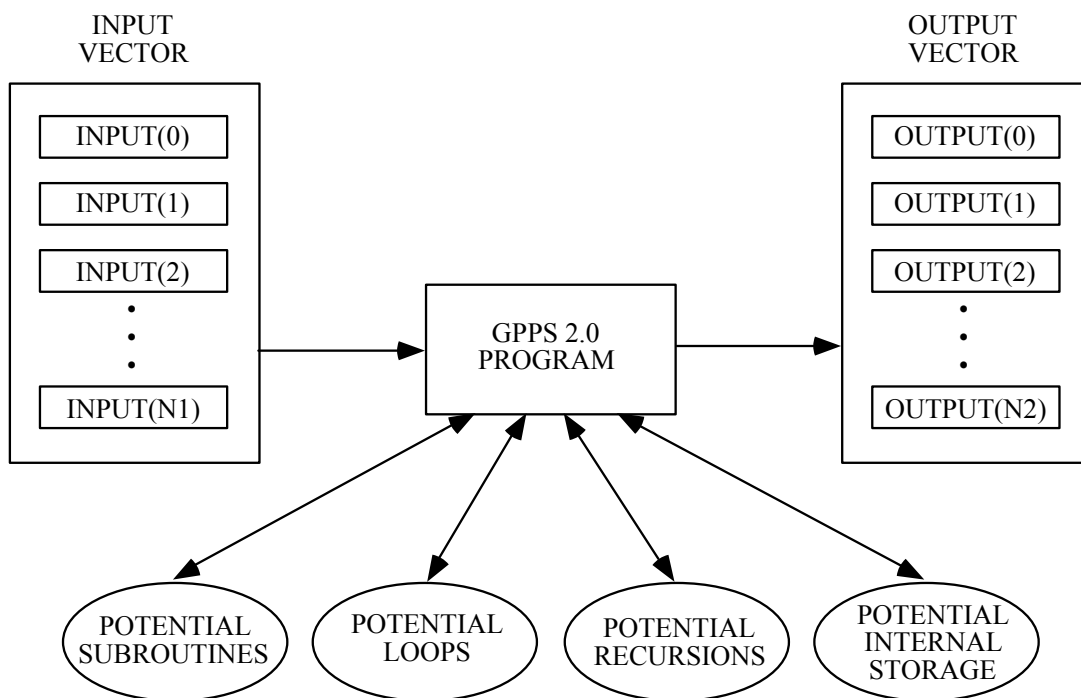 INPUT
VECTOR
INPUT(0)
INPUT(1)
INPUT(2)
INPUT(N1)
GPPS 2.0
PROGRAM
OUTPUT
VECTOR
OUTPUT(0)
OUTPUT(1)
OUTPUT(2)
OUTPUT(N2)
POTENTIAL
SUBROUTINES
POTENTIAL
LOOPS
POTENTIAL
RECURSIONS
POTENTIAL
INTERNAL
STORAGE